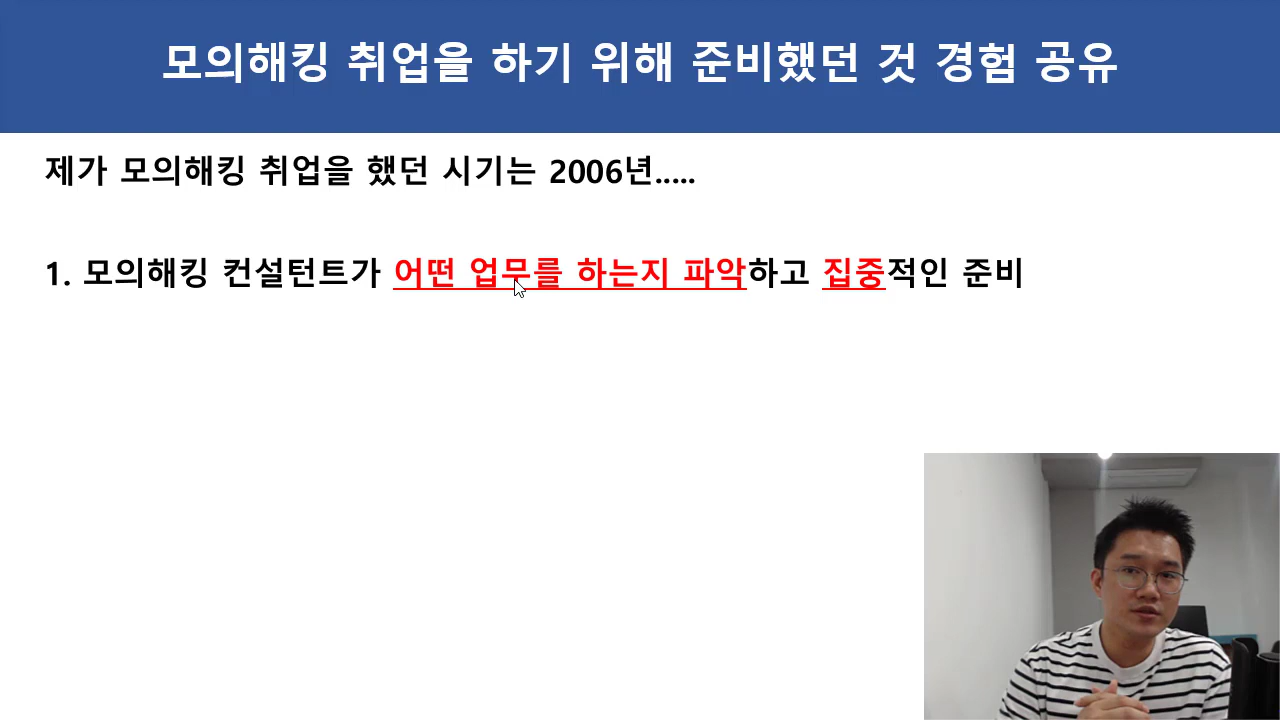 모의해킹 취업을 하기 위해 준비했던 것 경험 공유
제가 모의해킹 취업을 했던 시기는 2006년.....
1. 모의해킹 컨설턴트가 어떤 업무를 하는지 파악하고 집중적인 준비